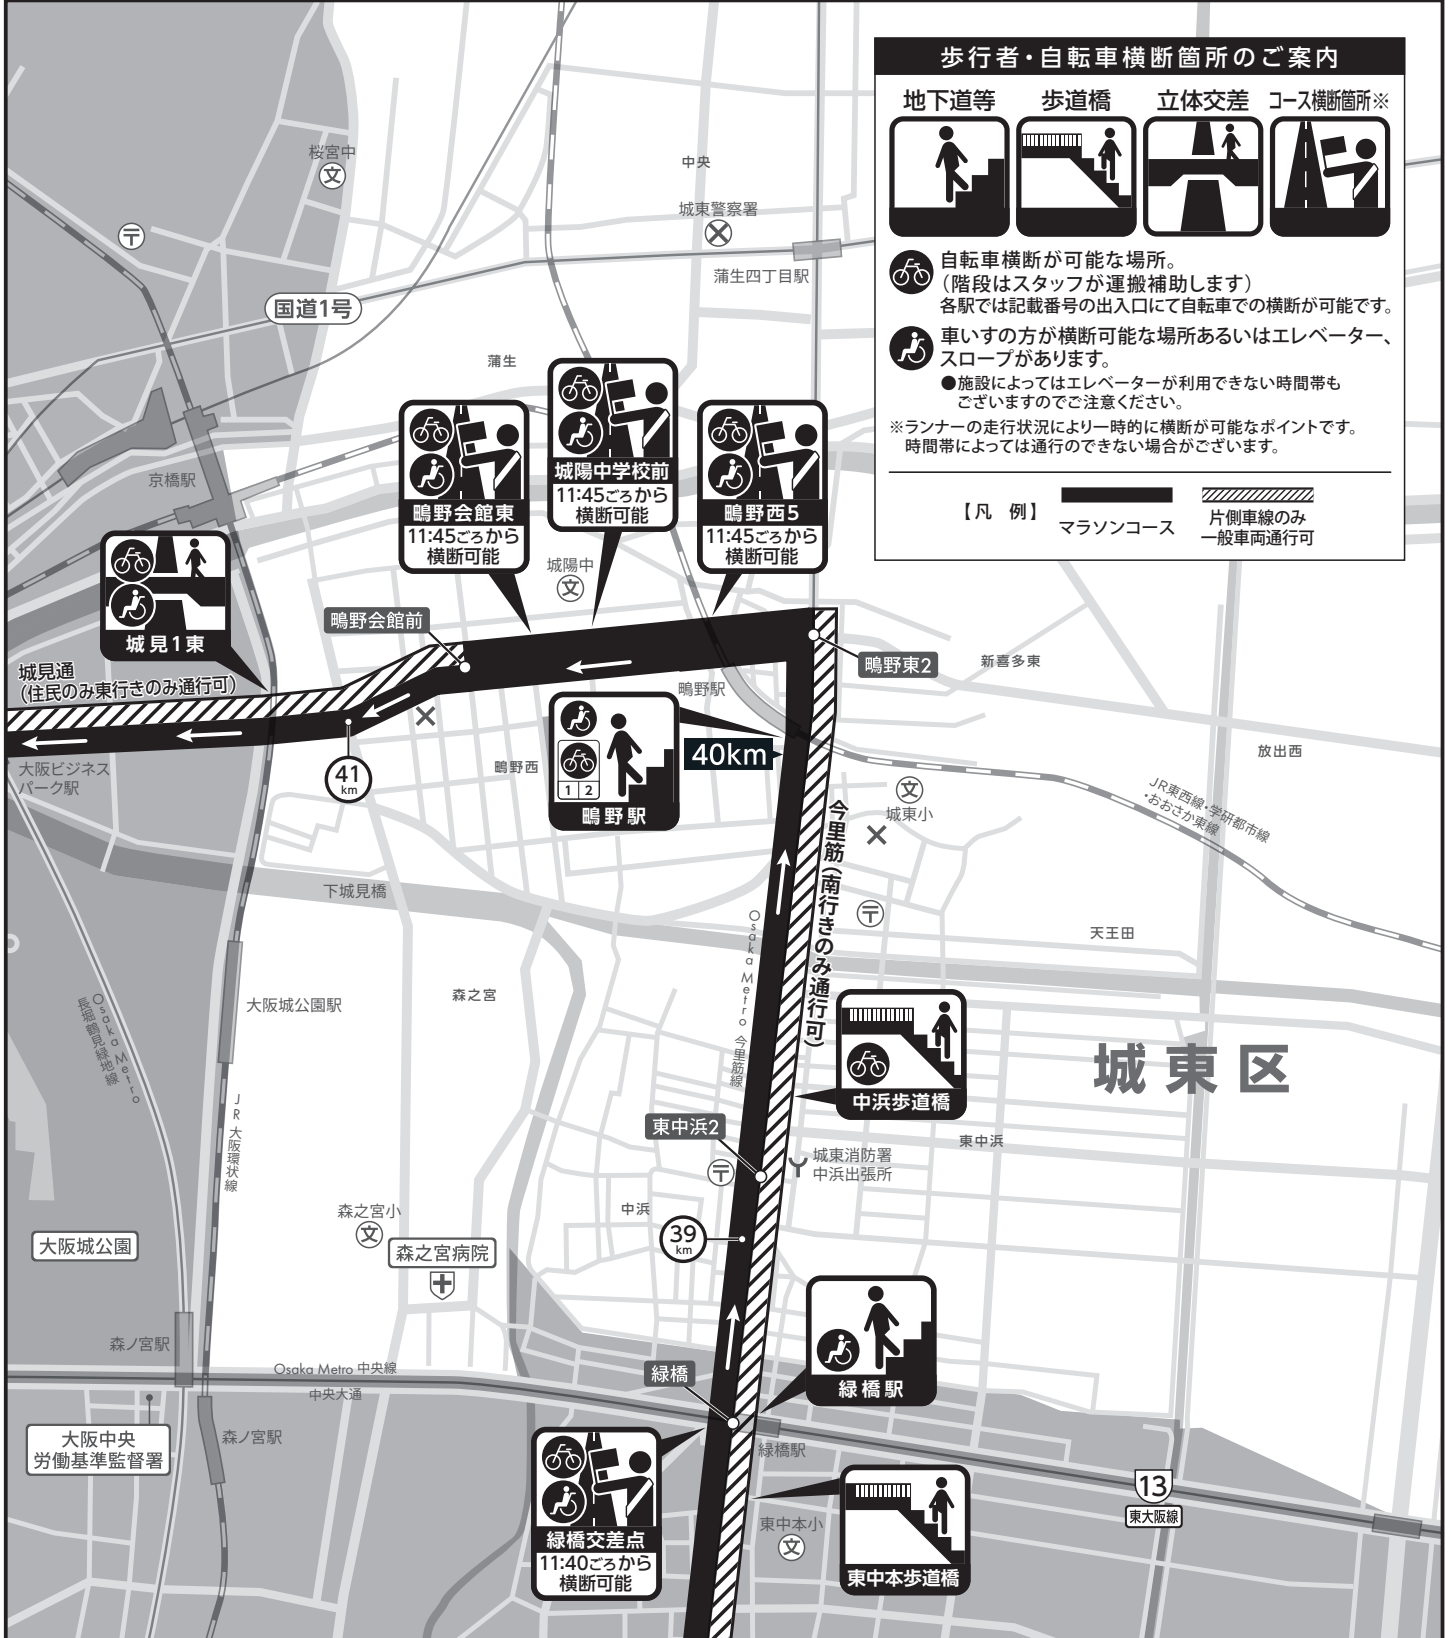 歩行者・自転車横断箇所のご案内
地下道等
歩道橋
立体交差
コース横断箇所※
自転車横断が可能な場所。
(階段はスタッフが運搬補助します)
各駅では記載番号の出入口にて自転車での横断が可能です。
車いすの方が横断可能な場所あるいはエレベーター、
スロープがあります。
●施設によってはエレベーターが利用できない時間帯も
ございますのでご注意ください。
※ランナーの走行状況により一時的に横断が可能なポイントです。
時間帯によっては通行のできない場合がございます。
【凡 例】
マラソンコース
片側車線のみ
一般車両通行可
桜宮中
文
〒
中央
城東警察署
蒲生四丁目駅
国道1号
蒲生
京橋駅
城陽中学校前
11:45ごろから
横断可能
鴫野会館東
11:45ごろから
横断可能
鴫野西5
11:45ごろから
横断可能
城陽中
文
城見1東
鴫野会館前
城見通
(住民のみ東行きのみ通行可)
鴫野東2
新喜多東
鴫野駅
放出西
40km
大阪ビジネス
パーク駅
41
km
鴫野西
1 2
鴫野駅
文
城東小
JR東西線・学研都市線
・おおさか東線
今里筋(南行きのみ通行可)
下城見橋
〒
天王田
Osaka Metro 今里筋線
大阪城公園駅
森之宮
Osaka Metro
長堀鶴見緑地線
城東区
中浜歩道橋
JR 大阪環状線
東中浜2
東中浜
〒
城東消防署
中浜出張所
中浜
森之宮小
文
39
km
大阪城公園
森之宮病院
森ノ宮駅
Osaka Metro 中央線
中央大通
緑橋
緑橋駅
大阪中央
労働基準監督署
森ノ宮駅
緑橋駅
緑橋交差点
11:40ごろから
横断可能
東中本小
文
東中本歩道橋
13
東大阪線